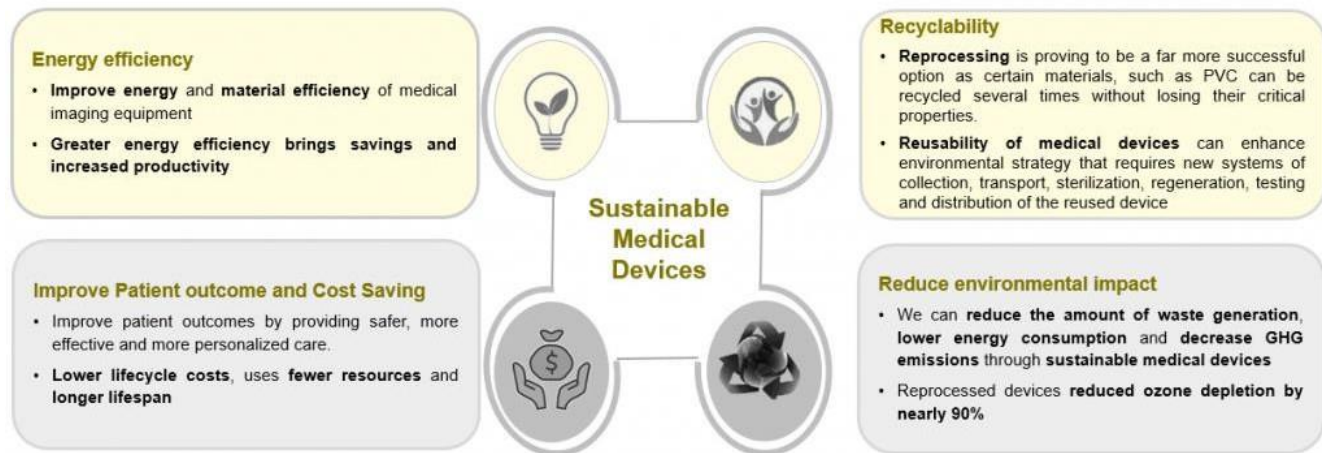 Energy efficiency
• Improve energy and material efficiency of medical
imaging equipment
• Greater energy efficiency brings savings and
increased productivity
Improve Patient outcome and Cost Saving
• Improve patient outcomes by providing safer, more
effective and more personalized care.
• Lower lifecycle costs, uses fewer resources and
longer lifespan
Sustainable
Medical
Devices
$
Recyclability
• Reprocessing is proving to be a far more successful
option as certain materials, such as PVC can be
recycled several times without losing their critical
properties.
• Reusability of medical devices can enhance
environmental strategy that requires new systems of
collection, transport, sterilization, regeneration, testing
and distribution of the reused device
Reduce environmental impact
• We can reduce the amount of waste generation,
lower energy consumption and decrease GHG
emissions through sustainable medical devices
• Reprocessed devices reduced ozone depletion by
nearly 90%